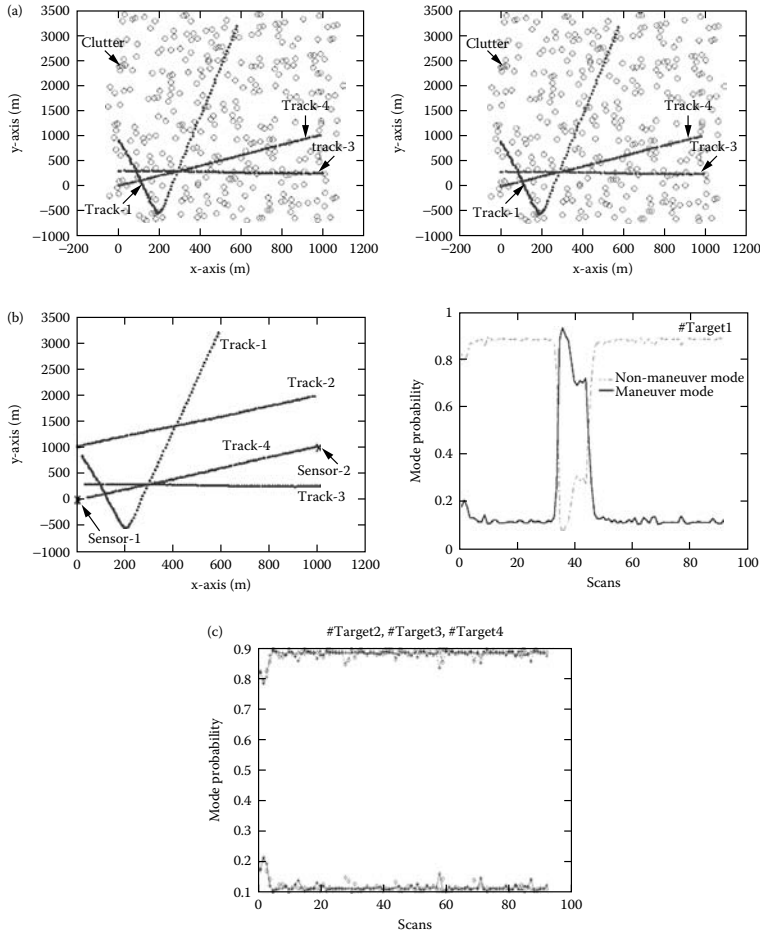 (a)
3500
3000
2500
2000
1500
1000
500
0
−500
−1000
y-axis (m)
Clutter
Track-4
track-3
Track-1
−200 0 200 400 600 800 1000 1200
x-axis (m)
3500
3000
2500
2000
1500
1000
500
0
−500
−1000
y-axis (m)
Clutter
Track-4
Track-3
Track-1
−200 0 200 400 600 800 1000 1200
x-axis (m)
(b)
3500
3000
2500
2000
1500
1000
500
0
−500
−1000
y-axis (m)
Track-1
Track-2
Track-4
Sensor-2
Track-3
Sensor-1
0 200 400 600 800 1000
x-axis (m)
1
0.8
0.6
0.4
0.2
0
Mode probability
#Target1
Non-maneuver mode
Maneuver mode
0 20 40 60 80 100
Scans
(c)
#Target2, #Target3, #Target4
0.9
0.8
0.7
0.6
0.5
0.4
0.3
0.2
0.1
Mode probability
0 20 40 60 80 100
Scans